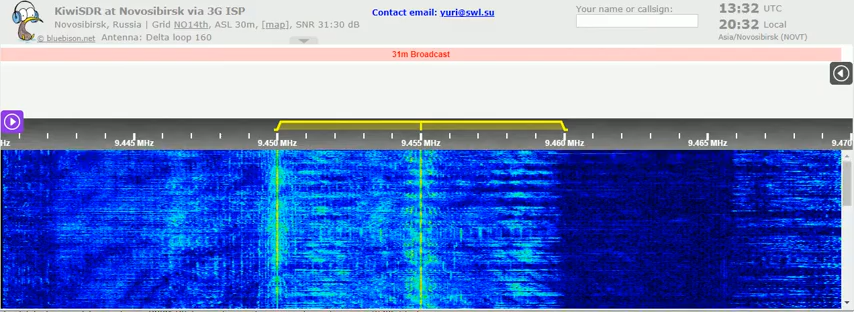 KiwiSDR at Novosibirsk via 3G ISP
Novosibirsk, Russia | Grid NO14th, ASL 30m, [map], SNR 31:30 dB
© bluebison.net Antenna: Delta loop 160
Contact email: yuri@swl.su
Your name or callsign:
13:32 UTC
20:32 Local
Asia/Novosibirsk (NOVT)
31m Broadcast
Hz 9.445 MHz 9.450 MHz 9.455 MHz 9.460 MHz 9.465 MHz 9.470